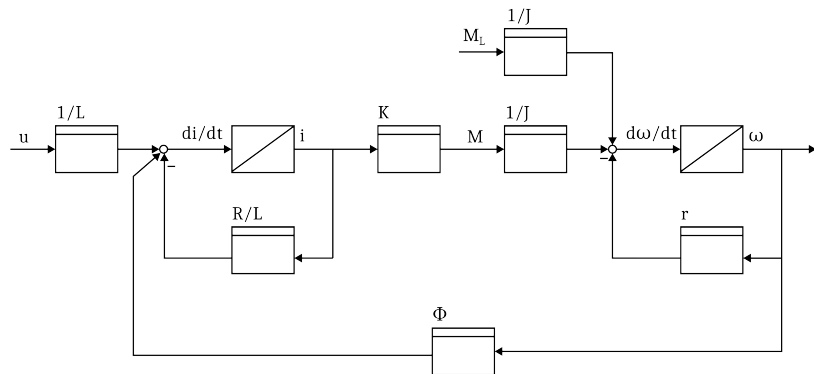 1/J
M_L
1/L
K
1/J
u
di/dt
i
M
dω/dt
ω
R/L
r
Φ